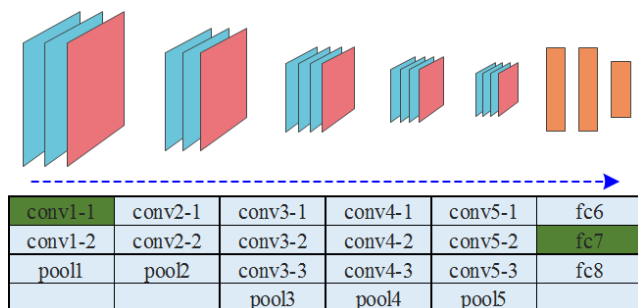 conv1-1 conv2-1 conv3-1 conv4-1 conv5-1 fc6
conv1-2 conv2-2 conv3-2 conv4-2 conv5-2 fc7
pool1 pool2 conv3-3 conv4-3 conv5-3 fc8
pool3 pool4 pool5